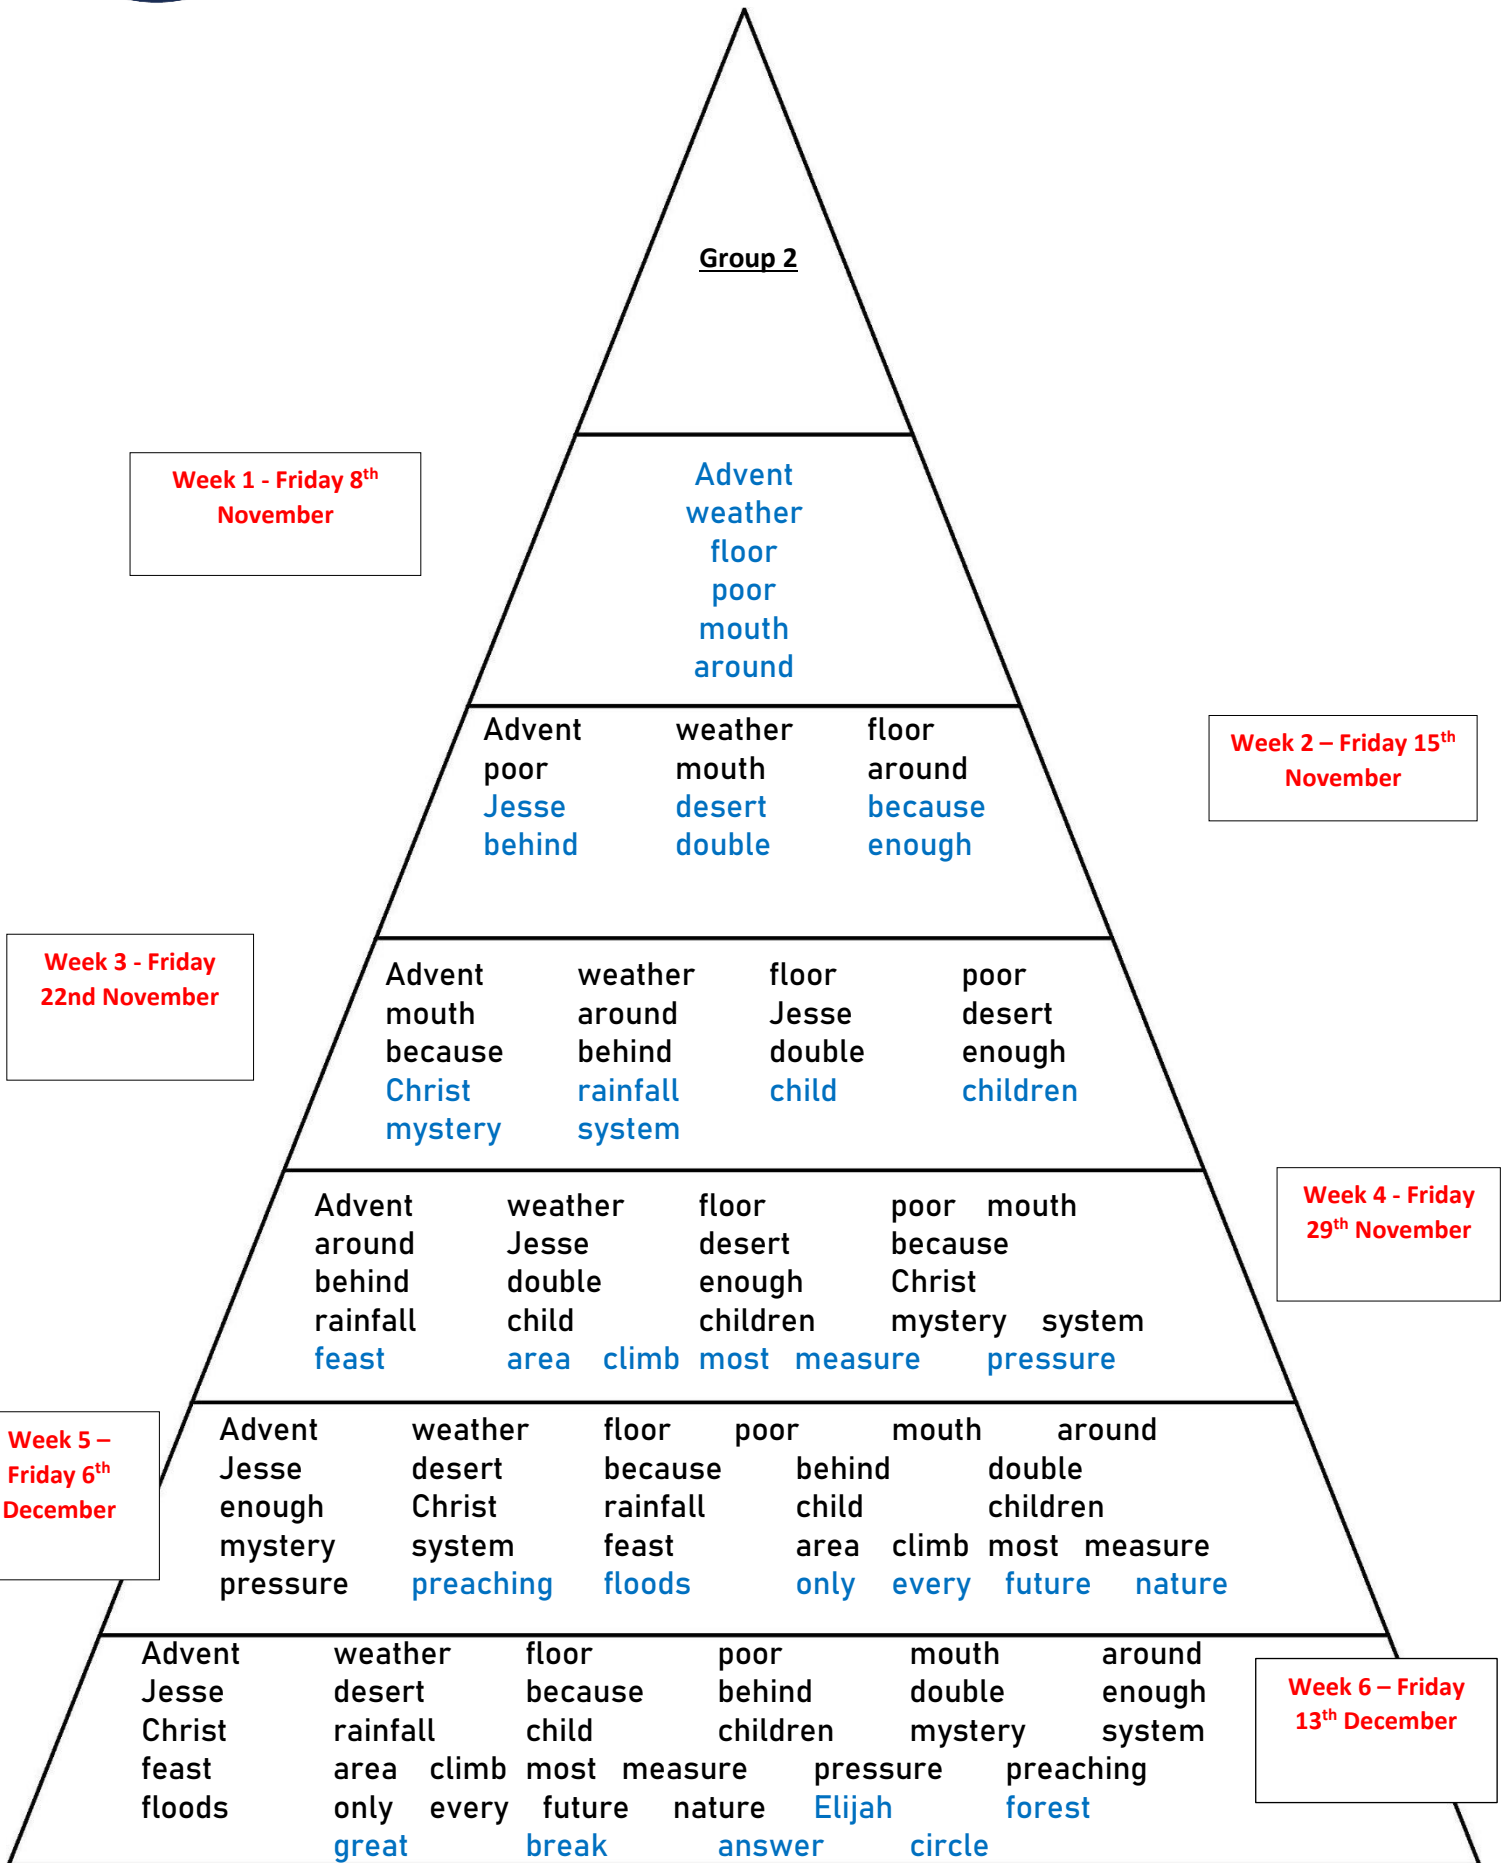 Group 2
Week 1 - Friday 8th
November
Advent
weather
floor
poor
mouth
around
Week 2 – Friday 15th
November
Advent weather floor
poor mouth around
Jesse desert because
behind double enough
Week 3 - Friday
22nd November
Advent weather floor poor
mouth around Jesse desert
because behind double enough
Christ rainfall child children
mystery system
Week 4 - Friday
29th November
Advent weather floor poor mouth
around Jesse desert because
behind double enough Christ
rainfall child children mystery system
feast area climb most measure pressure
Week 5 –
Friday 6th
December
Advent weather floor poor mouth around
Jesse desert because behind double
enough Christ rainfall child children
mystery system feast area climb most measure
pressure preaching floods only every future nature
Week 6 – Friday
13th December
Advent weather floor poor mouth around
Jesse desert because behind double enough
Christ rainfall child children mystery system
feast area climb most measure pressure preaching
floods only every future nature Elijah forest
great break answer circle